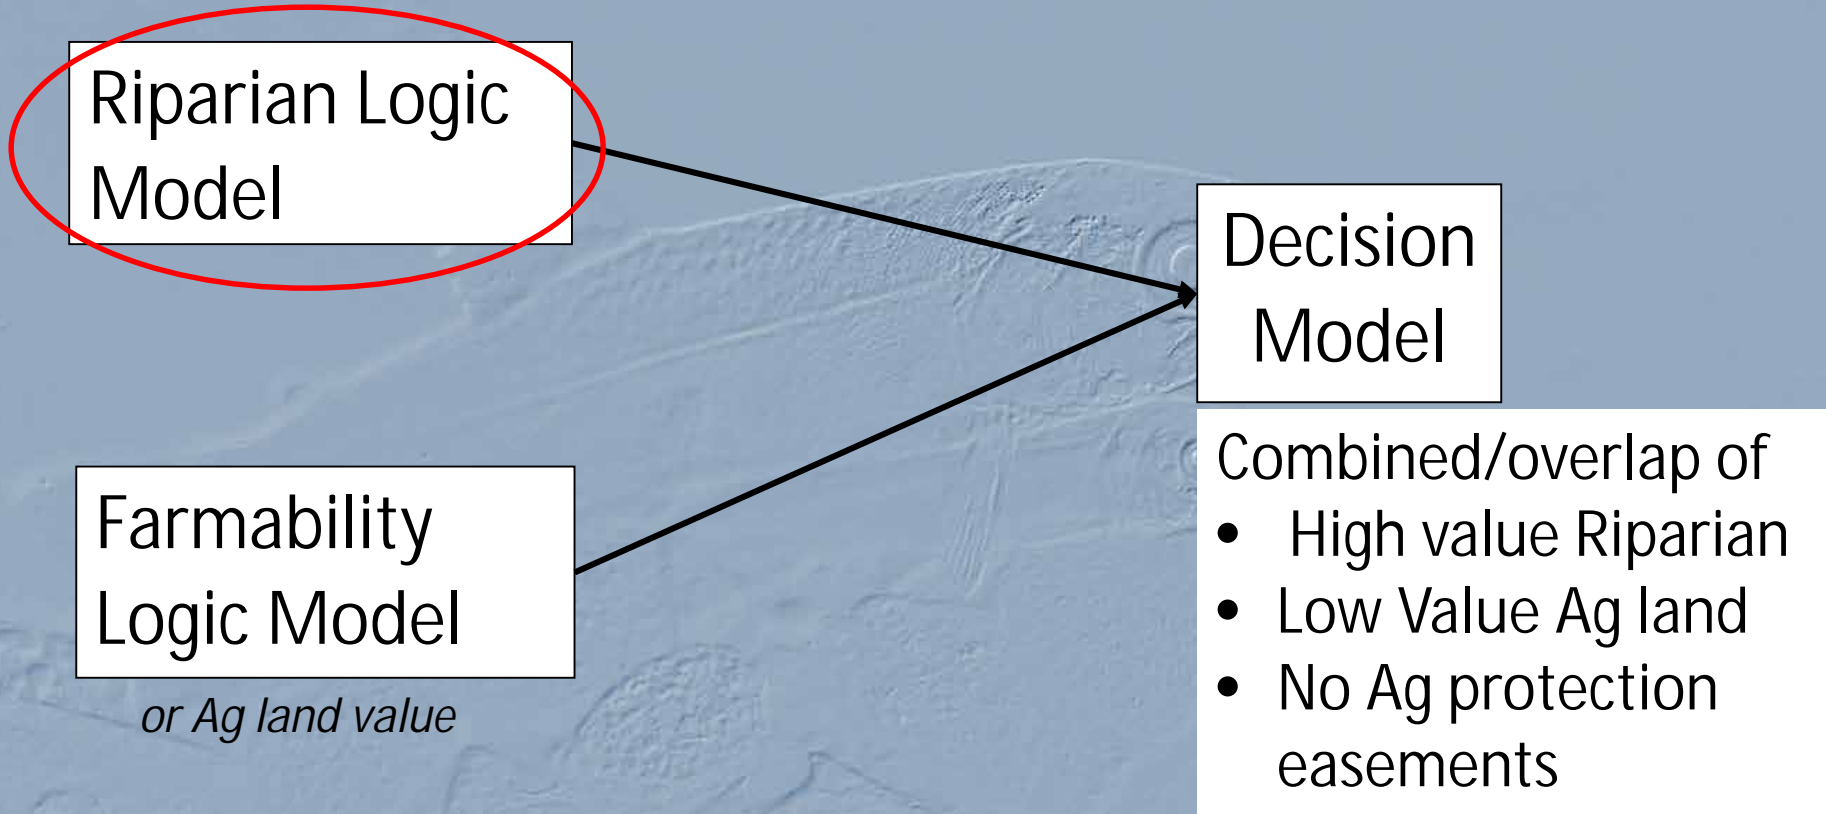 Riparian Logic
Model
Decision
Model
Farmability
Logic Model
or Ag land value
Combined/overlap of
• High value Riparian
• Low Value Ag land
• No Ag protection
easements